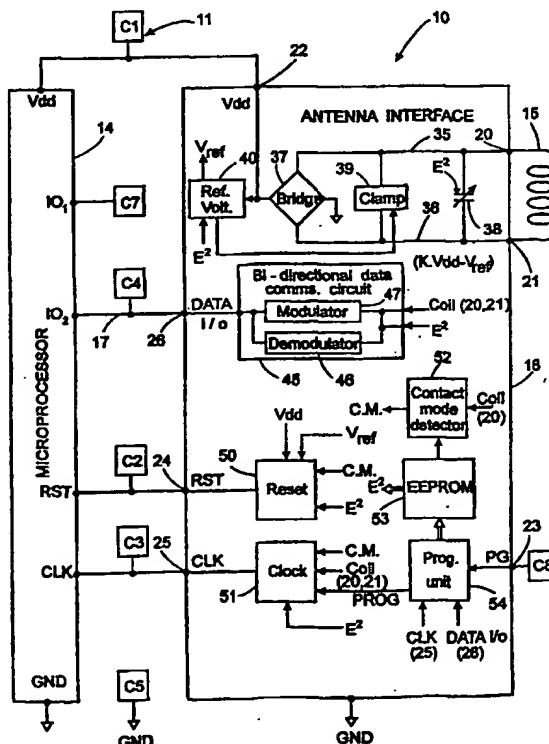 C1
11
10
22
Vdd
14
Vdd
ANTENNA INTERFACE
35
20
15
Vref
40
37
39
E²
Ref. Volt.
Bridge
Clamp
38
IO1
C7
36
E²
(K.Vdd-Vref)
21
C4
Bi-directional data
comms. circuit
47
IO2
DATA
I/o
Modulator
Coil (20,21)
E²
17
26
Demodulator
45
46
52
16
MICROPROCESSOR
C.M.
Contact
mode
detector
Coil
(20)
Vdd
Vref
C2
24
50
RST
RST
Reset
C.M.
E²
E²
EEPROM
53
23
C3
25
CLK
CLK
Clock
C.M.
Coil
(20,21)
PROG
Prog.
unit
PG
C8
51
54
E²
CLK
(25)
DATA I/o
(26)
GND
C5
GND
GND